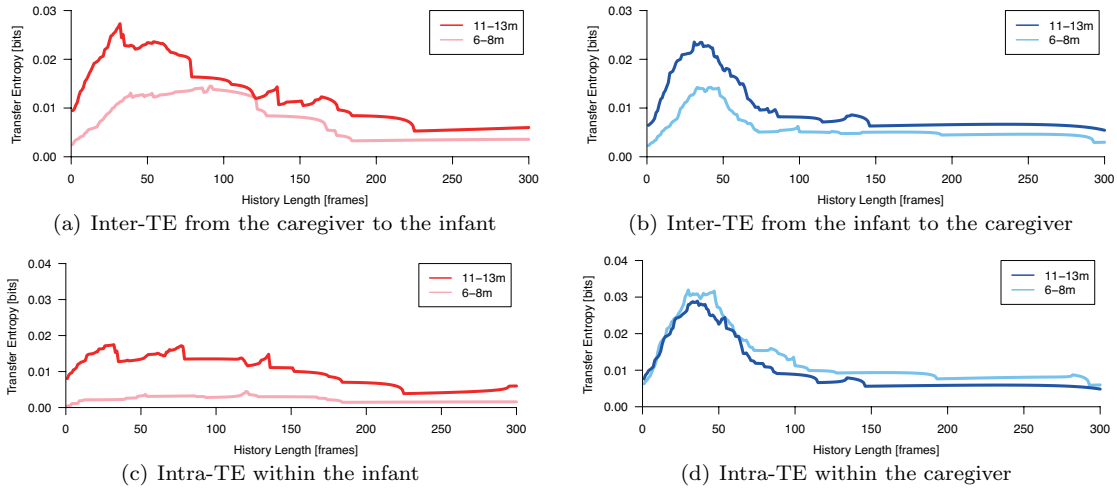 0.03
0.02
0.01
0.00
Transfer Entropy [bits]
11−13m
6−8m
0 50 100 150 200 250 300
History Length [frames]
(a) Inter-TE from the caregiver to the infant
0.03
0.02
0.01
0.00
Transfer Entropy [bits]
11−13m
6−8m
0 50 100 150 200 250 300
History Length [frames]
(b) Inter-TE from the infant to the caregiver
0.04
0.03
0.02
0.01
0.00
Transfer Entropy [bits]
11−13m
6−8m
0 50 100 150 200 250 300
History Length [frames]
(c) Intra-TE within the infant
0.04
0.03
0.02
0.01
0.00
Transfer Entropy [bits]
11−13m
6−8m
0 50 100 150 200 250 300
History Length [frames]
(d) Intra-TE within the caregiver